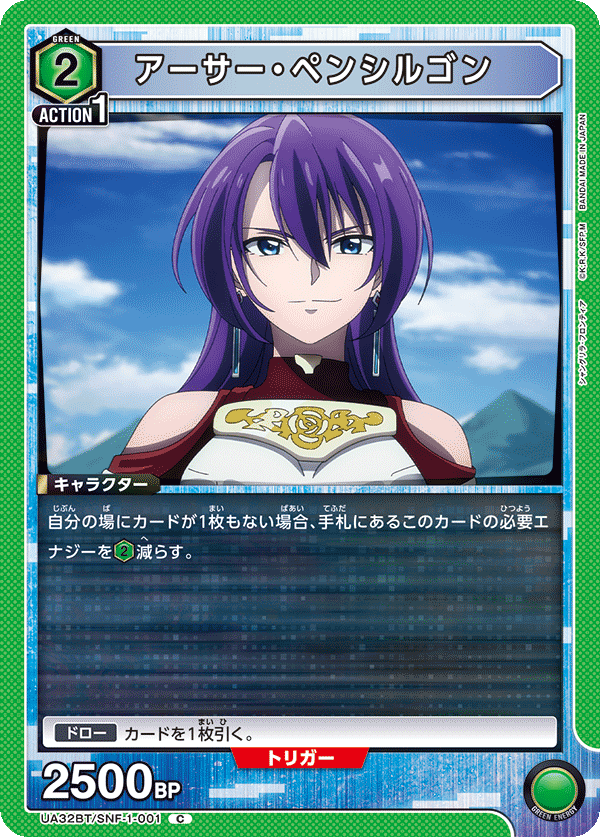 GREEN
2
アーサー・ペンシルゴン
ACTION 1
©K.R,K/SFP,M BANDAI MADE IN JAPAN
シャングリラ・フロンティア
キャラクター
自分の場にカードが1枚もない場合、手札にあるこのカードの必要エ
ナジーを2減らす。
ドロー カードを1枚引く。
トリガー
2500BP
UA32BT/SNF-1-001 C
GREEN ENERGY